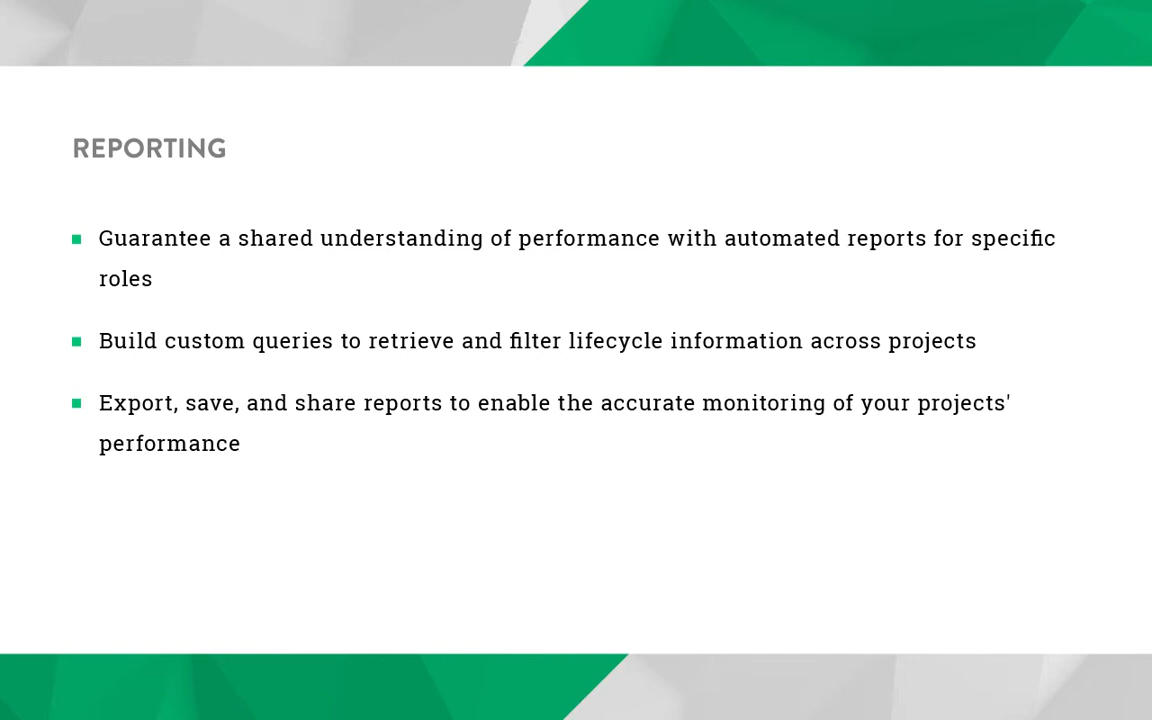 REPORTING
Guarantee a shared understanding of performance with automated reports for specific
roles
Build custom queries to retrieve and filter lifecycle information across projects
Export, save, and share reports to enable the accurate monitoring of your projects'
performance